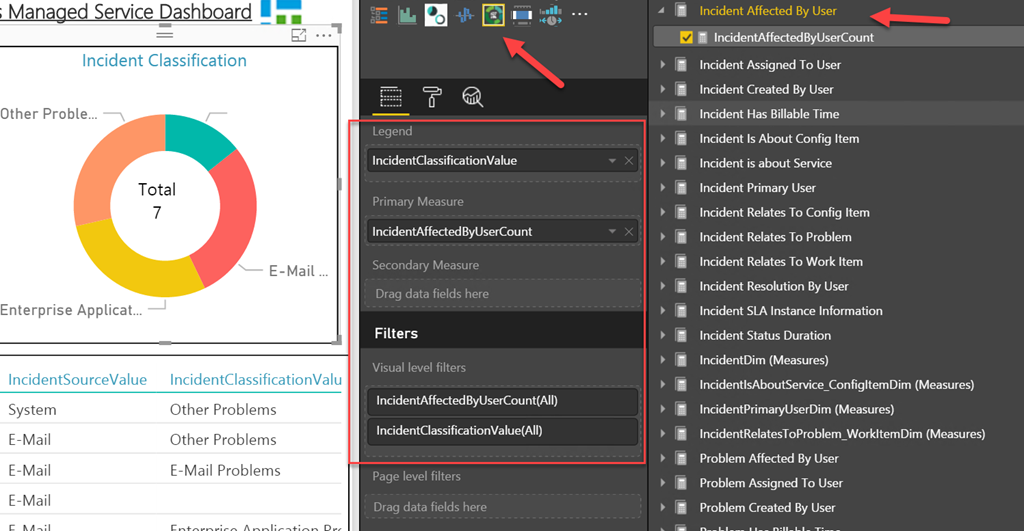 s Managed Service Dashboard
Incident Classification
Other Proble...
Total
7
E-Mail ...
Enterprise Applicat...
IncidentSourceValue IncidentClassificationValu
System Other Problems
E-Mail Other Problems
E-Mail E-Mail Problems
E-Mail
E-Mail Enterprise Application Pro
Legend
IncidentClassificationValue
Primary Measure
IncidentAffectedByUserCount
Secondary Measure
Drag data fields here
Filters
Visual level filters
IncidentAffectedByUserCount(All)
IncidentClassificationValue(All)
Page level filters
Drag data fields here
Incident Affected By User
IncidentAffectedByUserCount
Incident Assigned To User
Incident Created By User
Incident Has Billable Time
Incident Is About Config Item
Incident is about Service
Incident Primary User
Incident Relates To Config Item
Incident Relates To Problem
Incident Relates To Work Item
Incident Resolution By User
Incident SLA Instance Information
Incident Status Duration
IncidentDim (Measures)
IncidentIsAboutService_ConfigItemDim (Measures)
IncidentPrimaryUserDim (Measures)
IncidentRelatesToProblem_WorkItemDim (Measures)
Problem Affected By User
Problem Assigned To User
Problem Created By User
Problem Has Billable Time